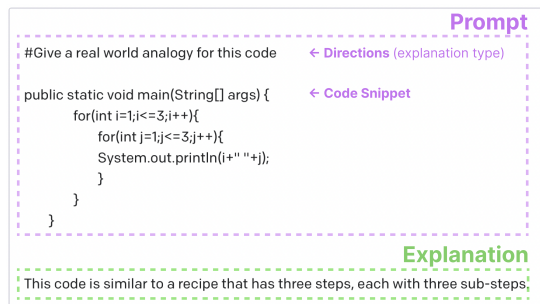 Prompt
#Give a real world analogy for this code ← Directions (explanation type)
public static void main(String[] args) { ← Code Snippet
for(int i=1;i<=3;i++){
for(int j=1;j<=3;j++){
System.out.println(i+" "+j);
}
}
}
Explanation
This code is similar to a recipe that has three steps, each with three sub-steps.